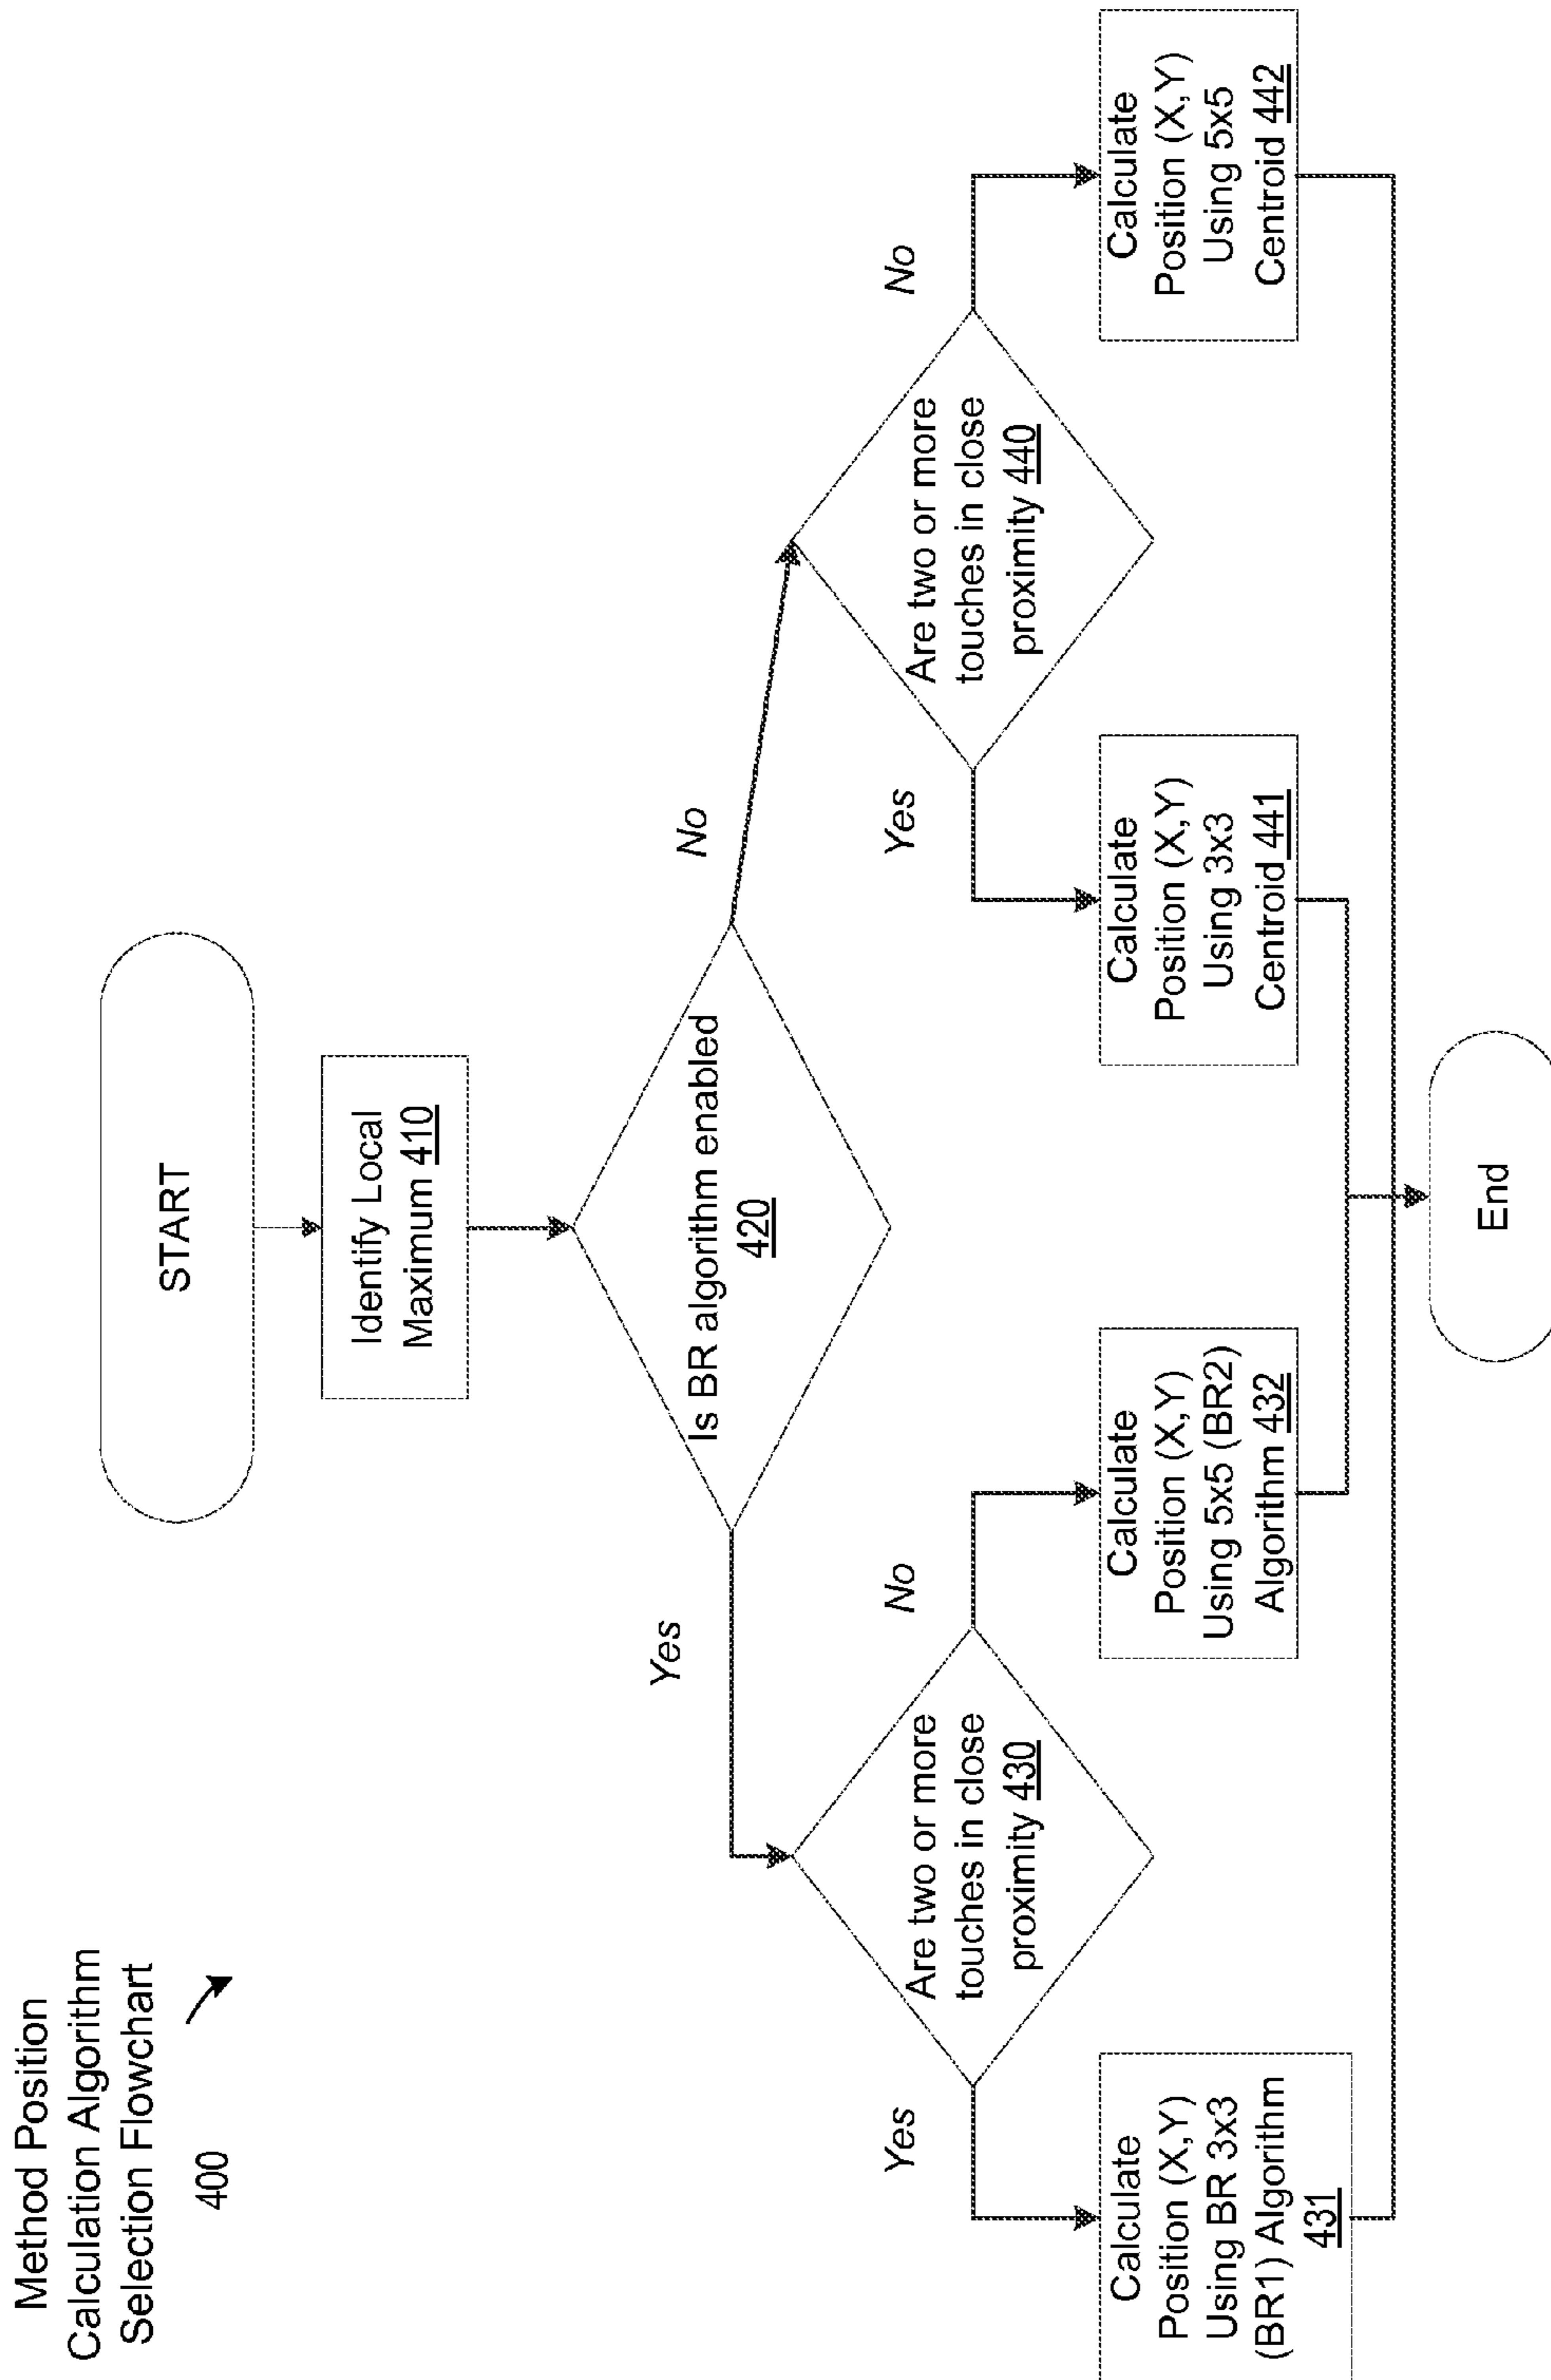 Method Position
Calculation Algorithm
Selection Flowchart
400
START
Identify Local
Maximum 410
Is BR algorithm enabled
420
Yes
No
Are two or more
touches in close
proximity 430
Are two or more
touches in close
proximity 440
Yes
No
Yes
No
Calculate
Position (X,Y)
Using BR 3x3
(BR1) Algorithm
431
Calculate
Position (X,Y)
Using 5x5 (BR2)
Algorithm 432
Calculate
Position (X,Y)
Using 3x3
Centroid 441
Calculate
Position (X,Y)
Using 5x5
Centroid 442
End